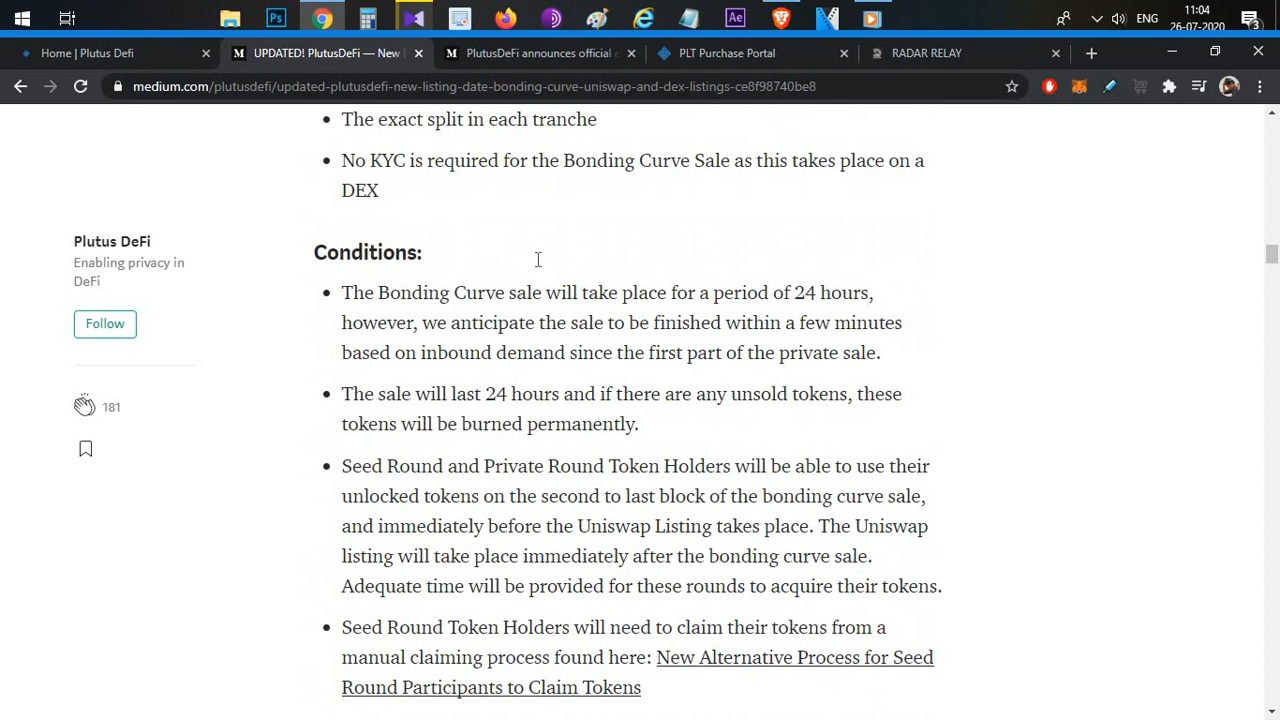 ENG
11:04
26-07-2020
3
Home | Plutus Defi
UPDATED! PlutusDeFi — New
PlutusDeFi announces official
PLT Purchase Portal
RADAR RELAY
medium.com/plutusdefi/updated-plutusdefi-new-listing-date-bonding-curve-uniswap-and-dex-listings-ce8f98740be8
The exact split in each tranche
No KYC is required for the Bonding Curve Sale as this takes place on a
DEX
Plutus DeFi
Enabling privacy in
DeFi
Follow
181
Conditions:
The Bonding Curve sale will take place for a period of 24 hours,
however, we anticipate the sale to be finished within a few minutes
based on inbound demand since the first part of the private sale.
The sale will last 24 hours and if there are any unsold tokens, these
tokens will be burned permanently.
Seed Round and Private Round Token Holders will be able to use their
unlocked tokens on the second to last block of the bonding curve sale,
and immediately before the Uniswap Listing takes place. The Uniswap
listing will take place immediately after the bonding curve sale.
Adequate time will be provided for these rounds to acquire their tokens.
Seed Round Token Holders will need to claim their tokens from a
manual claiming process found here: New Alternative Process for Seed
Round Participants to Claim Tokens